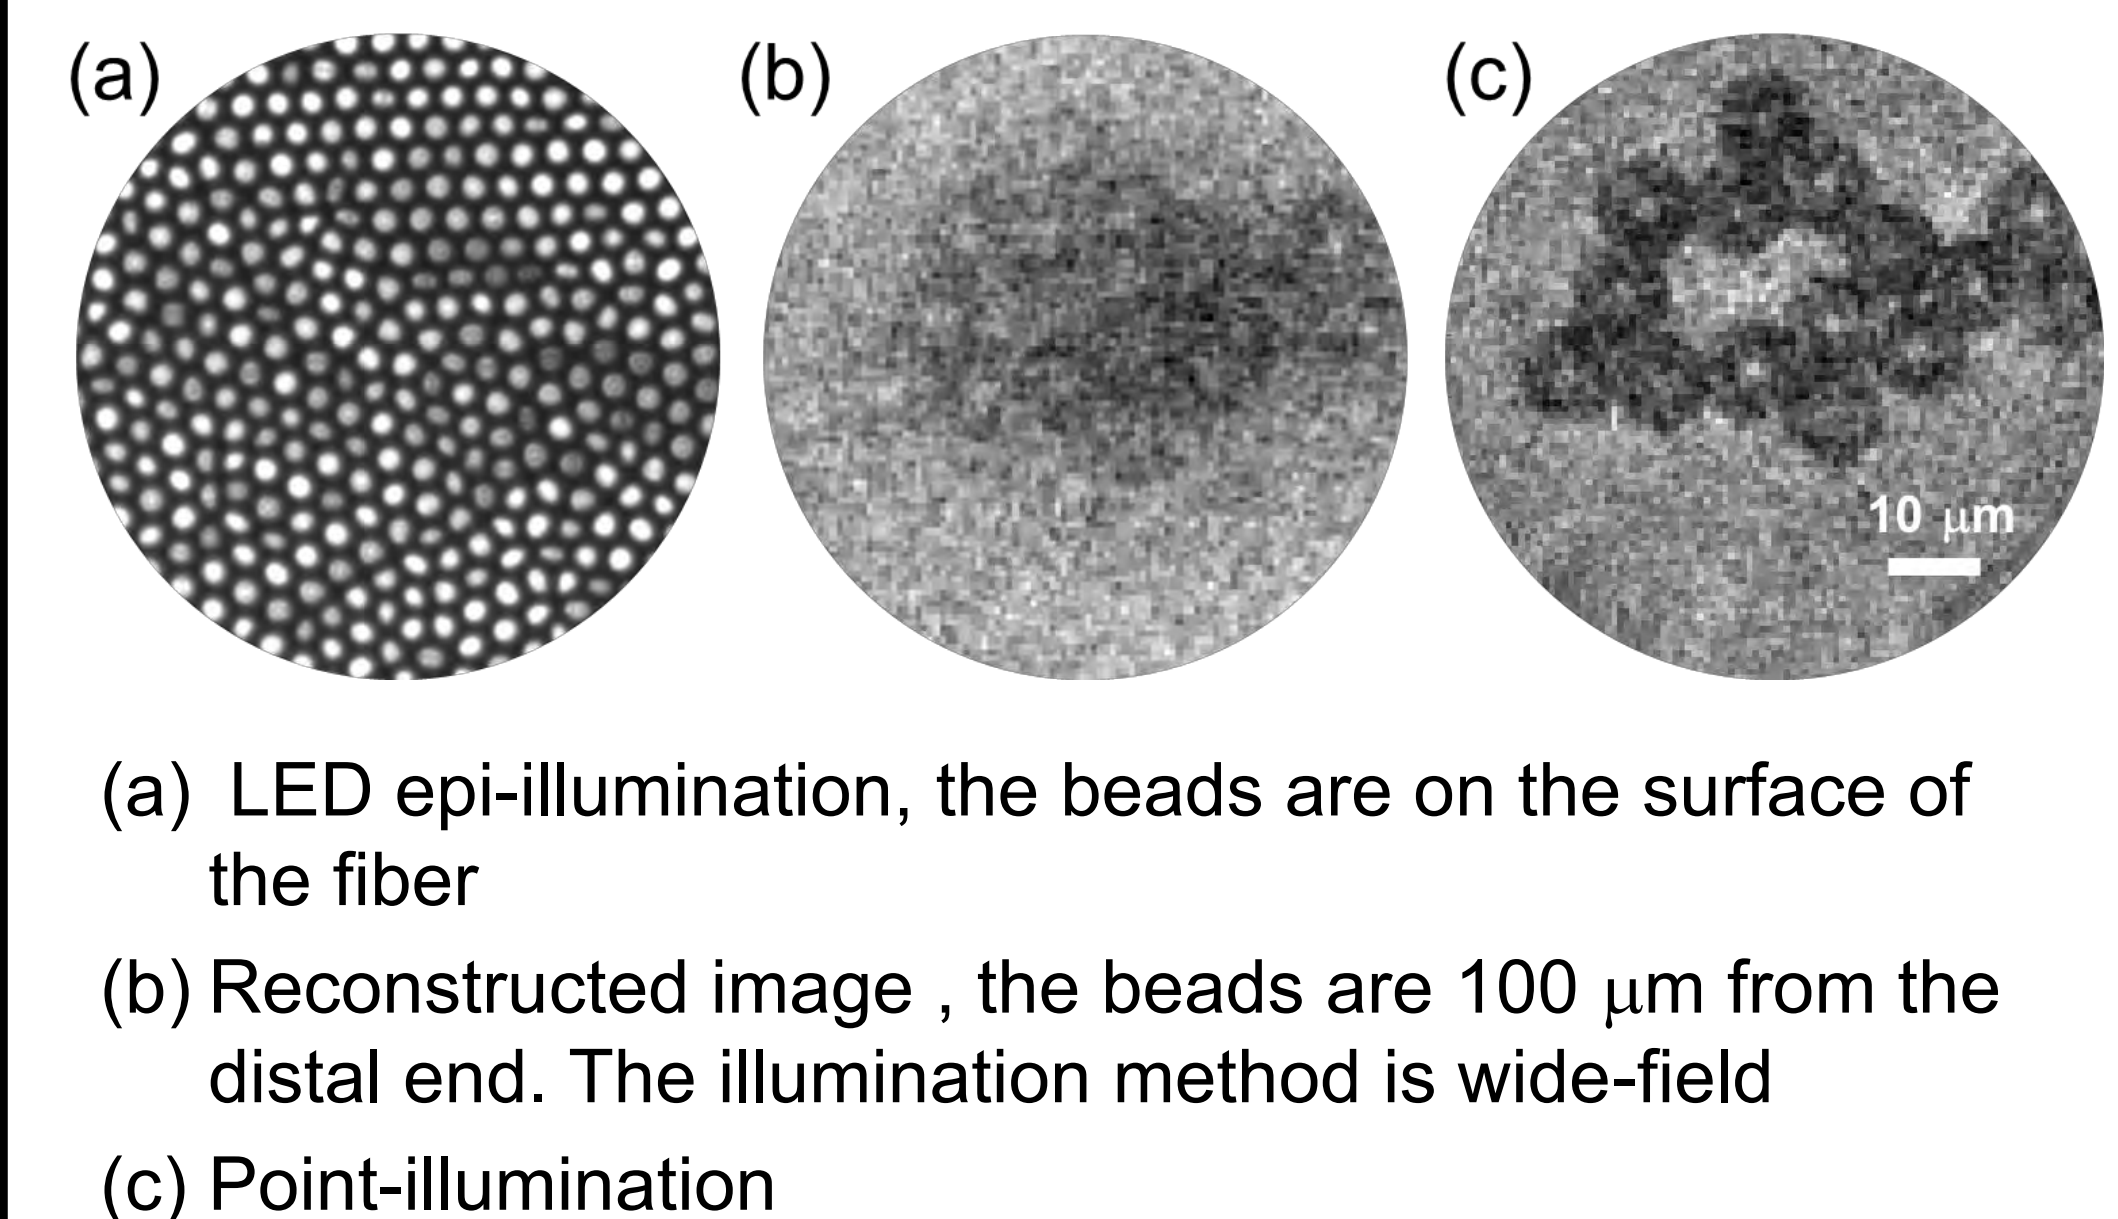 (a)
(b)
(c)
10 μm
(a) LED epi-illumination, the beads are on the surface of
the fiber
(b) Reconstructed image , the beads are 100 μm from the
distal end. The illumination method is wide-field
(c) Point-illumination